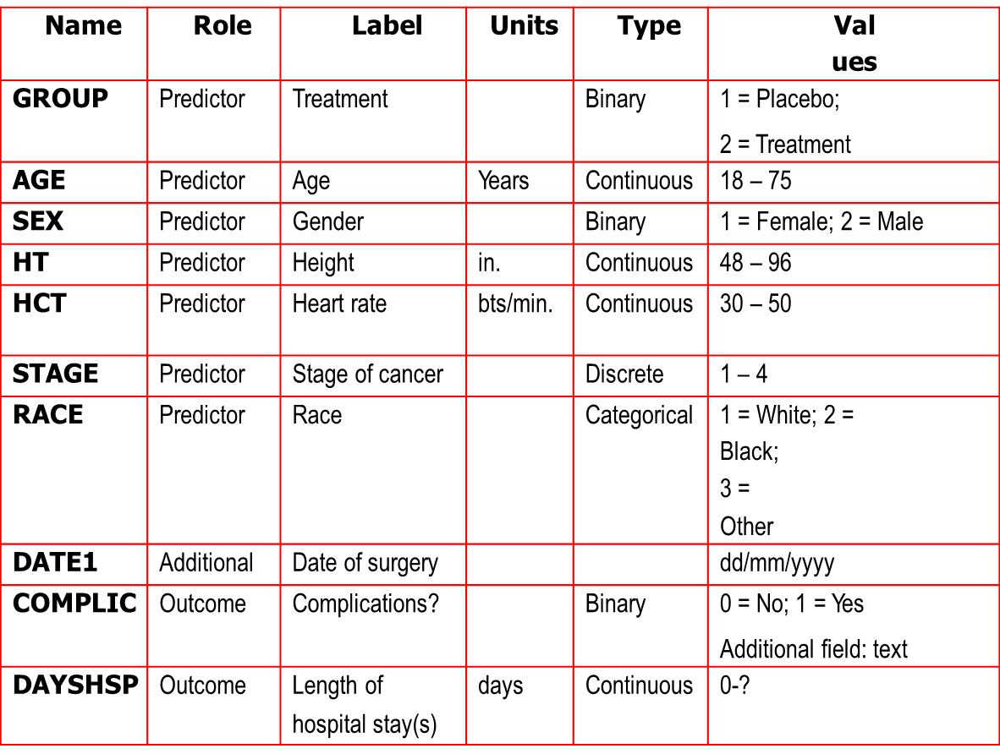 Name Role Label Units Type Val
ues
GROUP Predictor Treatment Binary 1 = Placebo;
2 = Treatment
AGE Predictor Age Years Continuous 18 – 75
SEX Predictor Gender Binary 1 = Female; 2 = Male
HT Predictor Height in. Continuous 48 – 96
HCT Predictor Heart rate bts/min. Continuous 30 – 50
STAGE Predictor Stage of cancer Discrete 1 – 4
RACE Predictor Race Categorical 1 = White; 2 =
Black;
3 =
Other
DATE1 Additional Date of surgery dd/mm/yyyy
COMPLIC Outcome Complications? Binary 0 = No; 1 = Yes
Additional field: text
DAYSHSP Outcome Length of days Continuous 0-?
hospital stay(s)